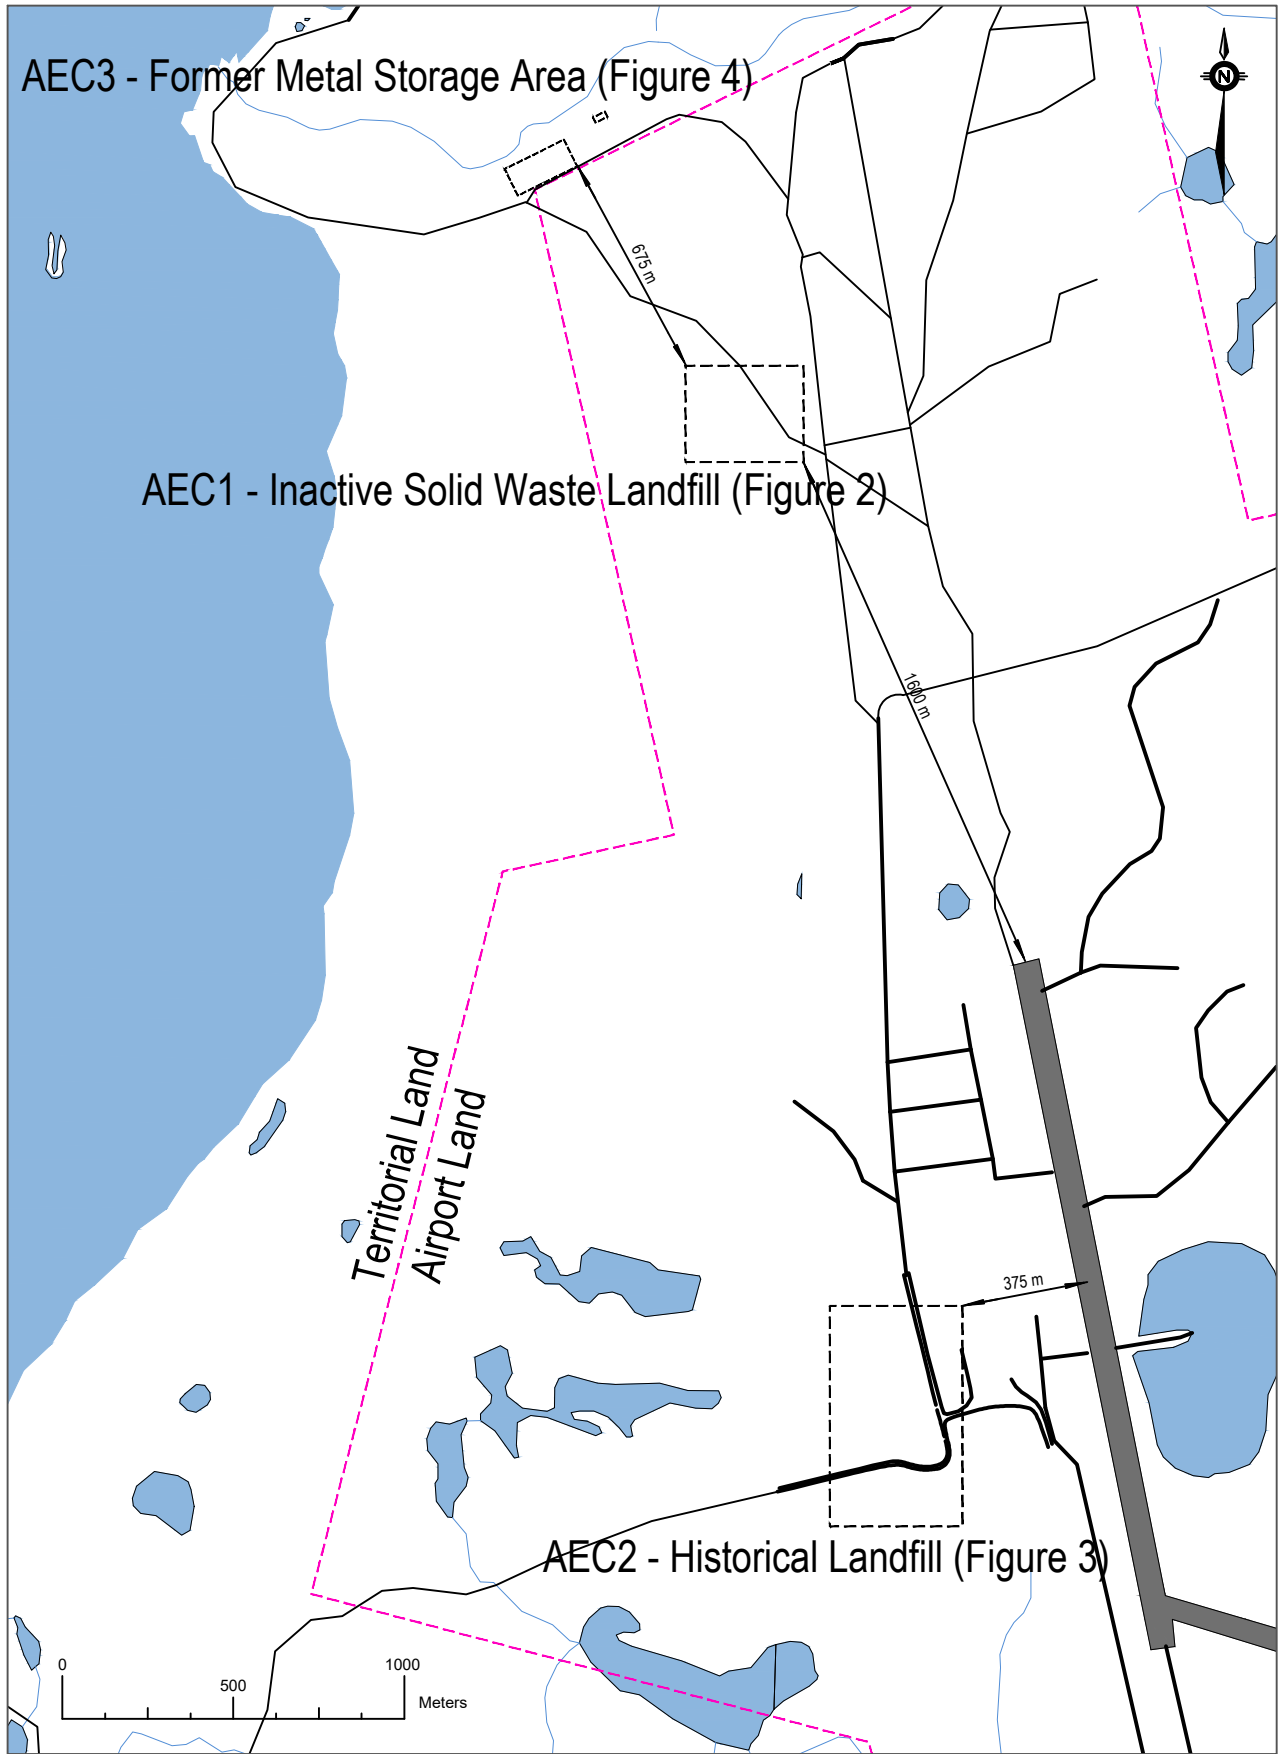 AEC3 - Former Metal Storage Area (Figure 4)
N
675 m
AEC1 - Inactive Solid Waste Landfill (Figure 2)
1600 m
Territorial Land
Airport Land
375 m
AEC2 - Historical Landfill (Figure 3)
0
500
1000
Meters